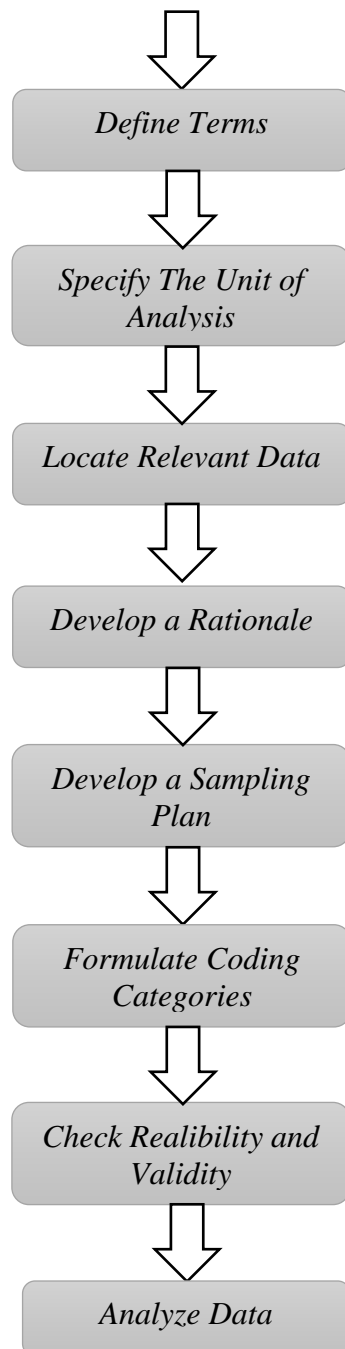 Define Terms
Specify The Unit of
Analysis
Locate Relevant Data
Develop a Rationale
Develop a Sampling
Plan
Formulate Coding
Categories
Check Realibility and
Validity
Analyze Data